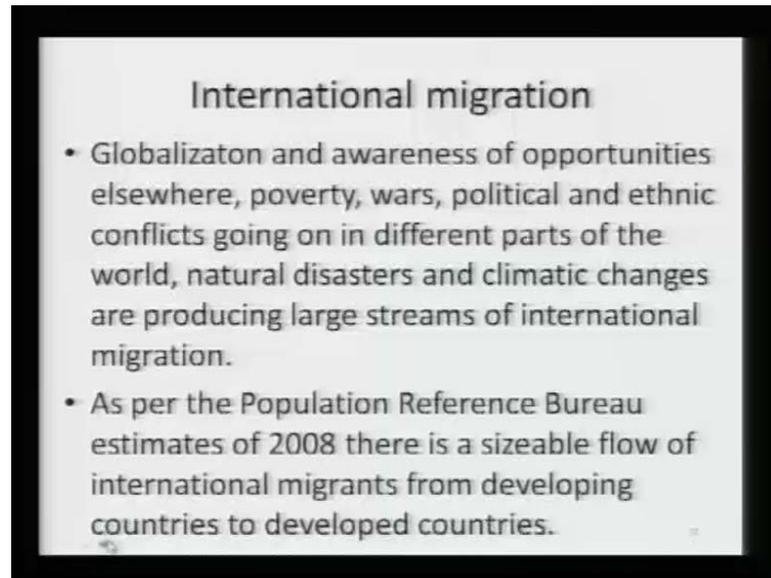 International migration
• Globalizaton and awareness of opportunities
elsewhere, poverty, wars, political and ethnic
conflicts going on in different parts of the
world, natural disasters and climatic changes
are producing large streams of international
migration.
• As per the Population Reference Bureau
estimates of 2008 there is a sizeable flow of
international migrants from developing
countries to developed countries.